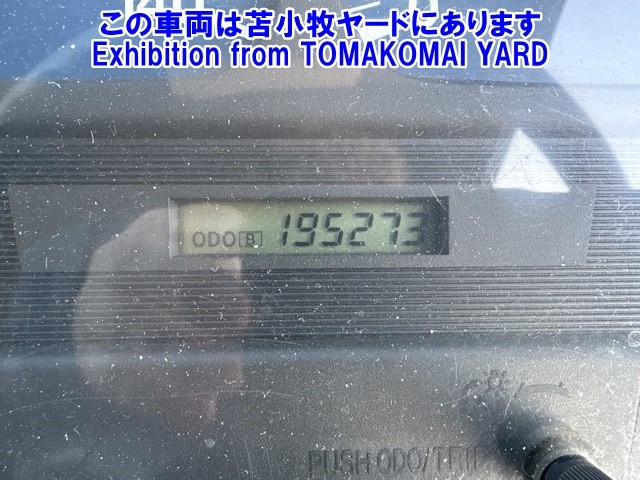 この車両は苫小牧ヤードにあります
Exhibition from TOMAKOMAI YARD
140
ODO B 195273
PUSH ODO/TRIP